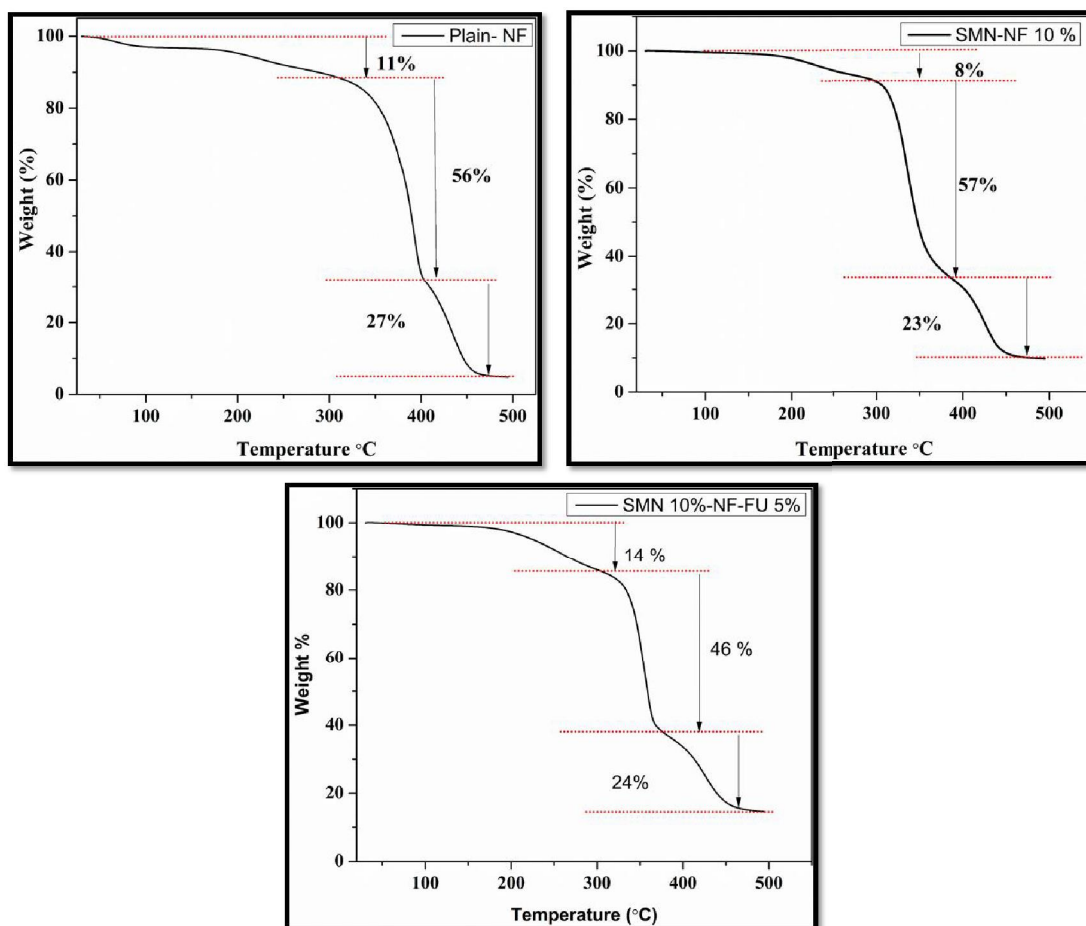 Plain- NF
100
11%
80
56%
60
40
27%
20
0
Weight (%)
100 200 300 400 500
Temperature °C
SMN-NF 10 %
100
8%
80
57%
60
40
23%
20
0
Weight (%)
100 200 300 400 500
Temperature °C
SMN 10%-NF-FU 5%
100
14 %
80
46 %
60
40
24%
20
0
Weight %
100 200 300 400 500
Temperature (°C)